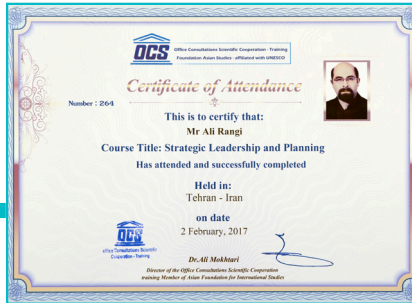 OCS
Office Consultations Scientific Cooperation - Training
Foundation Asian Studies - affiliated with UNESCO
Certificate of Attendance
Number : 264
This is to certify that:
Mr Ali Rangi
Course Title: Strategic Leadership and Planning
Has attended and successfully completed
Held in:
Tehran - Iran
on date
2 February, 2017
OCS
office Consultations Scientific
Cooperation - Training
Dr.Ali Mokhtari
Director of the Office Consultations Scientific Cooperation
training Member of Asian Foundation for International Studies